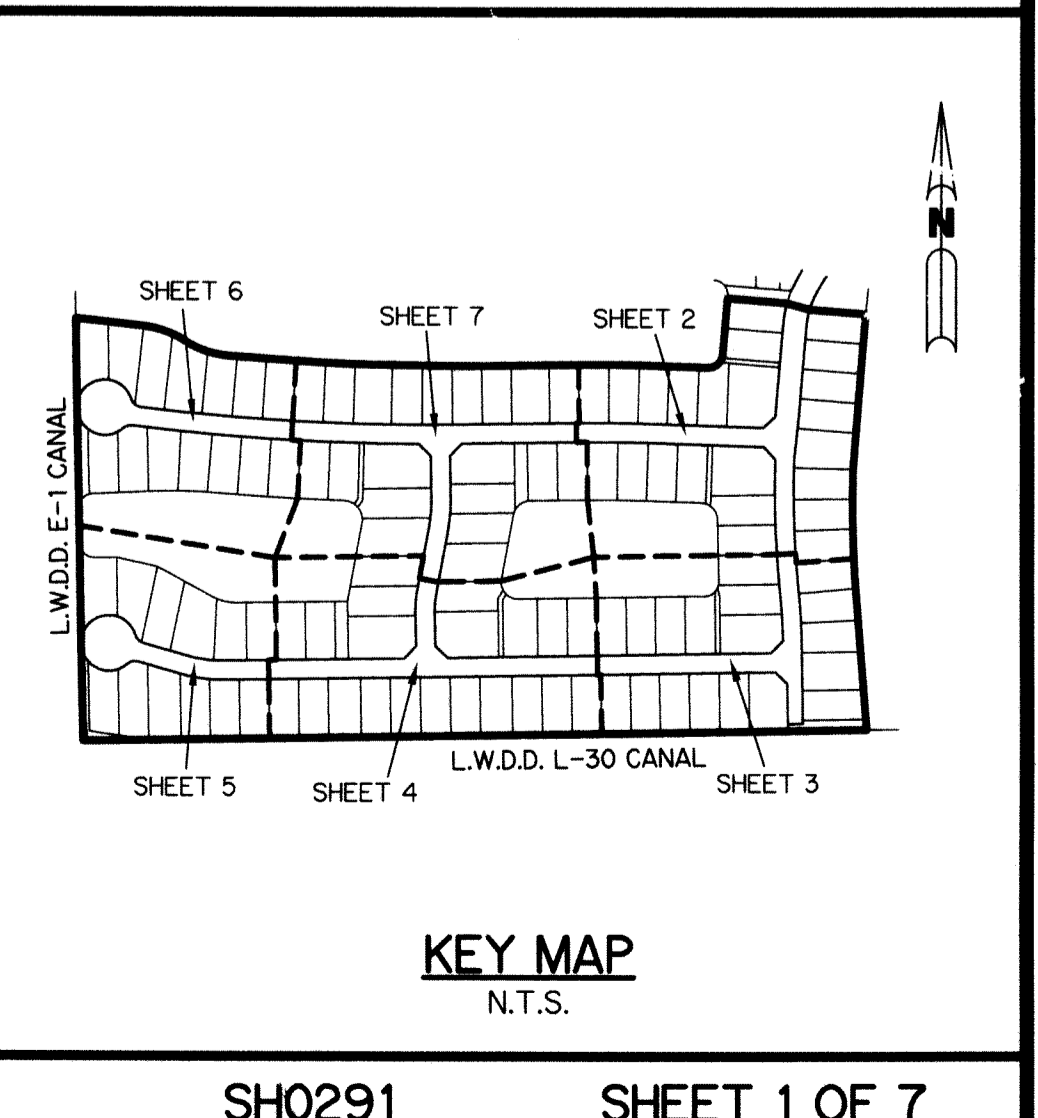 N
SHEET 6
SHEET 7
SHEET 2
L.W.D.D. E-1 CANAL
L.W.D.D. L-30 CANAL
SHEET 5
SHEET 4
SHEET 3
KEY MAP
N.T.S.
SH0291
SHEET 1 OF 7